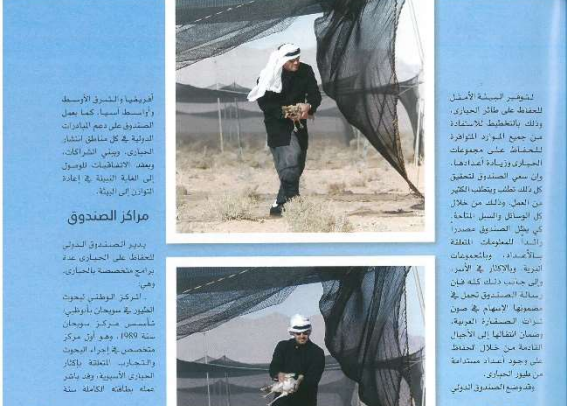 لتوفير البيئة الأمثل
للحفاظ على طائر الحبارى،
وذلك بالتخطيط للاستفادة
من جميع الموارد المتوافرة
للحفاظ على مجموعات
الحبارى وزيادة أعدادها.
وإن سعي الصندوق لتحقيق
كل ذلك تطلب ويتطلب الكثير
من العمل، وذلك من خلال
كل الوسائل والسبل المتاحة،
كي يظل الصندوق مصدرا
رائدا للمعلومات المتعلقة
بالأعداد، وبالمجموعات
البرية وبالإكثار في الأسر.
وإلى جانب ذلك كله فإن
رسالة الصندوق تحمل في
مضمونها الإسهام في صون
تراث الصقارة العربية،
وضمان انتقالها إلى الأجيال
القادمة من خلال الحفاظ
على وجود أعداد مستدامة
من طيور الحبارى.
وقد وضع الصندوق الدولي
أفريقيا والشرق الأوسط
وأواسط آسيا. كما يعمل
الصندوق على دعم المبادرات
الدولية في كل مناطق انتشار
الحبارى، ويبني الشراكات،
ويعقد الاتفاقيات للوصول
إلى الغاية النبيلة في إعادة
التوازن إلى البيئة.
مراكز الصندوق
يدير الصندوق الدولي
للحفاظ على الحبارى عدة
برامج متخصصة بالحبارى،
وهي:
. المركز الوطني لبحوث
الطيور في سويحان بأبوظبي:
تأسس مركز سويحان
سنة 1989، وهو أول مركز
متخصص في إجراء البحوث
والتجارب المتعلقة بإكثار
الحبارى الآسيوية، وقد باشر
عمله بطاقته الكاملة سنة